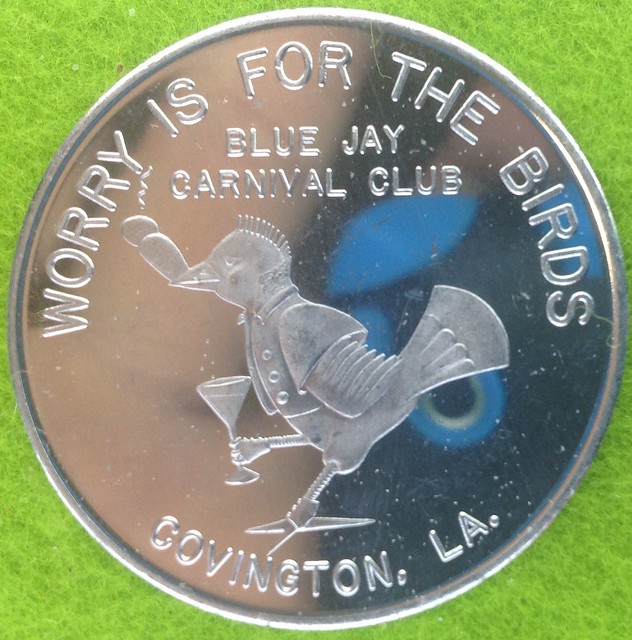 WORRY IS FOR THE BIRDS
BLUE JAY
CARNIVAL CLUB
COVINGTON, LA.